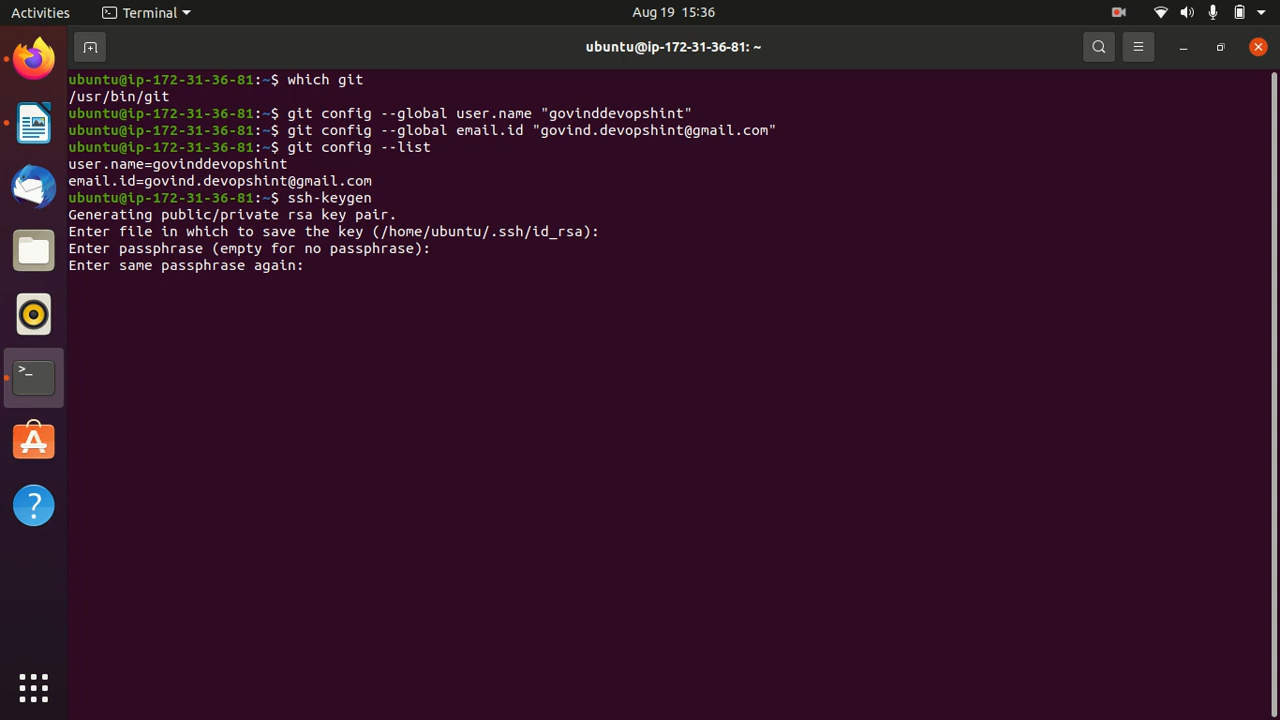 Activities
Terminal
Aug 19 15:36
ubuntu@ip-172-31-36-81: ~
ubuntu@ip-172-31-36-81:~$ which git
/usr/bin/git
ubuntu@ip-172-31-36-81:~$ git config --global user.name "govinddevopshint"
ubuntu@ip-172-31-36-81:~$ git config --global email.id "govind.devopshint@gmail.com"
ubuntu@ip-172-31-36-81:~$ git config --list
user.name=govinddevopshint
email.id=govind.devopshint@gmail.com
ubuntu@ip-172-31-36-81:~$ ssh-keygen
Generating public/private rsa key pair.
Enter file in which to save the key (/home/ubuntu/.ssh/id_rsa):
Enter passphrase (empty for no passphrase):
Enter same passphrase again: